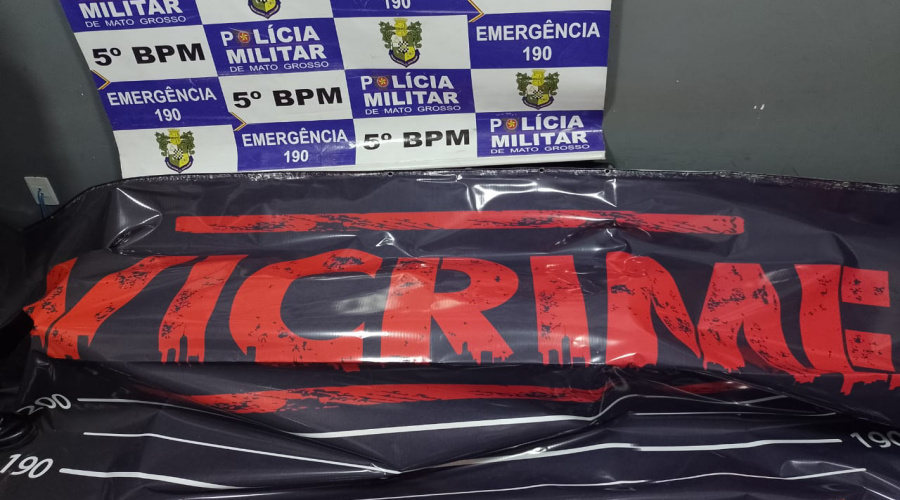 MILITAR
DE MATO GROSSO
190
5º BPM
POLÍCIA
MILITAR
DE MATO GROSSO
EMERGÊNCIA
190
EMERGÊNCIA
190
5º BPM
POLÍCIA
MILITAR
DE MATO GROSSO
EMERGÊNCIA
190
5º BPM
POLÍCIA
MILITAR
DE MATO GROSSO
VICRIME
200
190
190